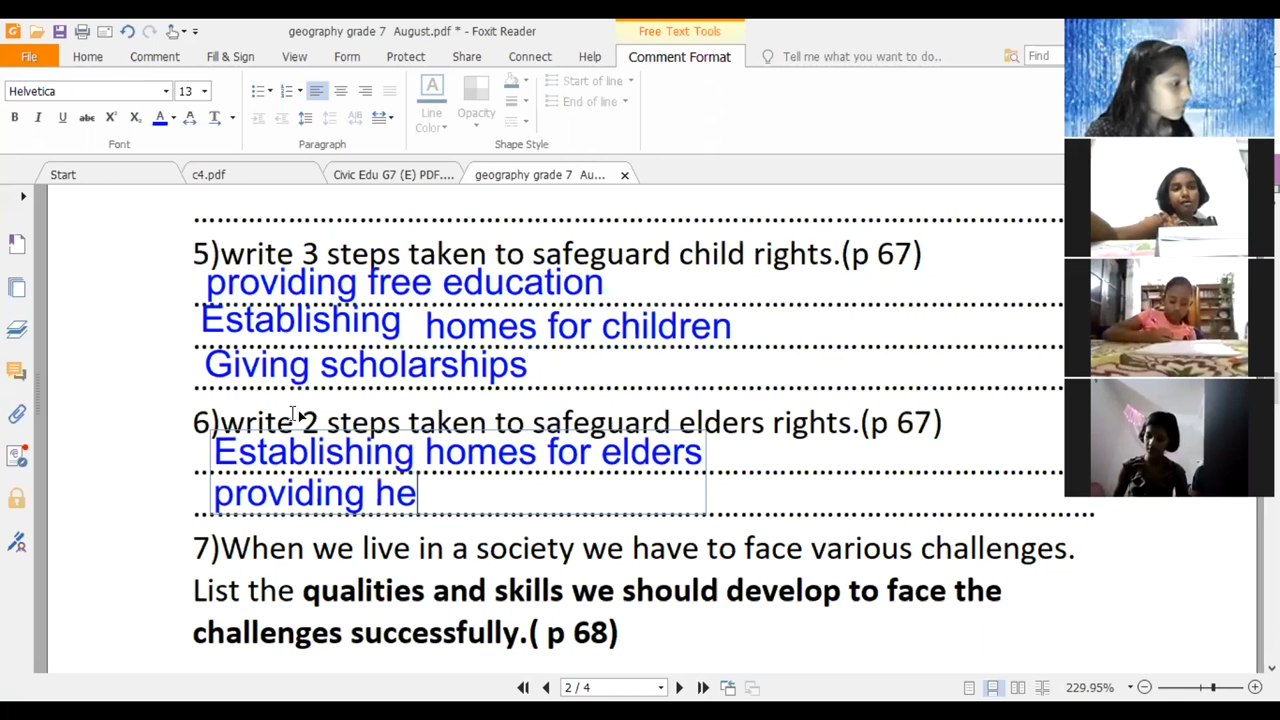 geography grade 7 August.pdf * - Foxit Reader
Free Text Tools
File Home Comment Fill & Sign View Form Protect Share Connect Help Comment Format Tell me what you want to do.. Find
Helvetica 13
Line Color Opacity
Start of line
End of line
Font Paragraph Shape Style
Start c4.pdf Civic Edu G7 (E) PDF.... geography grade 7 Au...
5)write 3 steps taken to safeguard child rights.(p 67)
providing free education
Establishing homes for children
Giving scholarships
6)write 2 steps taken to safeguard elders rights.(p 67)
Establishing homes for elders
providing he
7)When we live in a society we have to face various challenges.
List the qualities and skills we should develop to face the
challenges successfully.( p 68)
2 / 4 229.95%